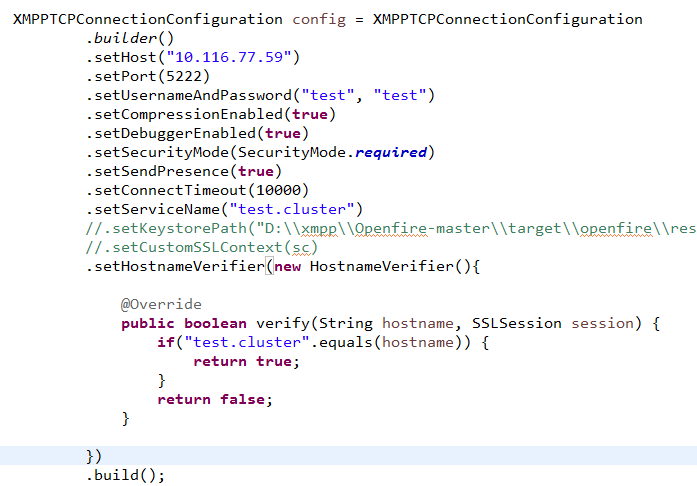 XMPPTCPConnectionConfiguration config = XMPPTCPConnectionConfiguration
.builder()
.setHost("10.116.77.59")
.setPort(5222)
.setUsernameAndPassword("test", "test")
.setCompressionEnabled(true)
.setDebuggerEnabled(true)
.setSecurityMode(SecurityMode.required)
.setSendPresence(true)
.setConnectTimeout(10000)
.setServiceName("test.cluster")
//.setKeystorePath("D:\\xmpp\\Openfire-master\\target\\openfire\\res
//.setCustomSSLContext(sc)
.setHostnameVerifier(new HostnameVerifier(){
@Override
public boolean verify(String hostname, SSLSession session) {
if("test.cluster".equals(hostname)) {
return true;
}
return false;
}
})
.build();